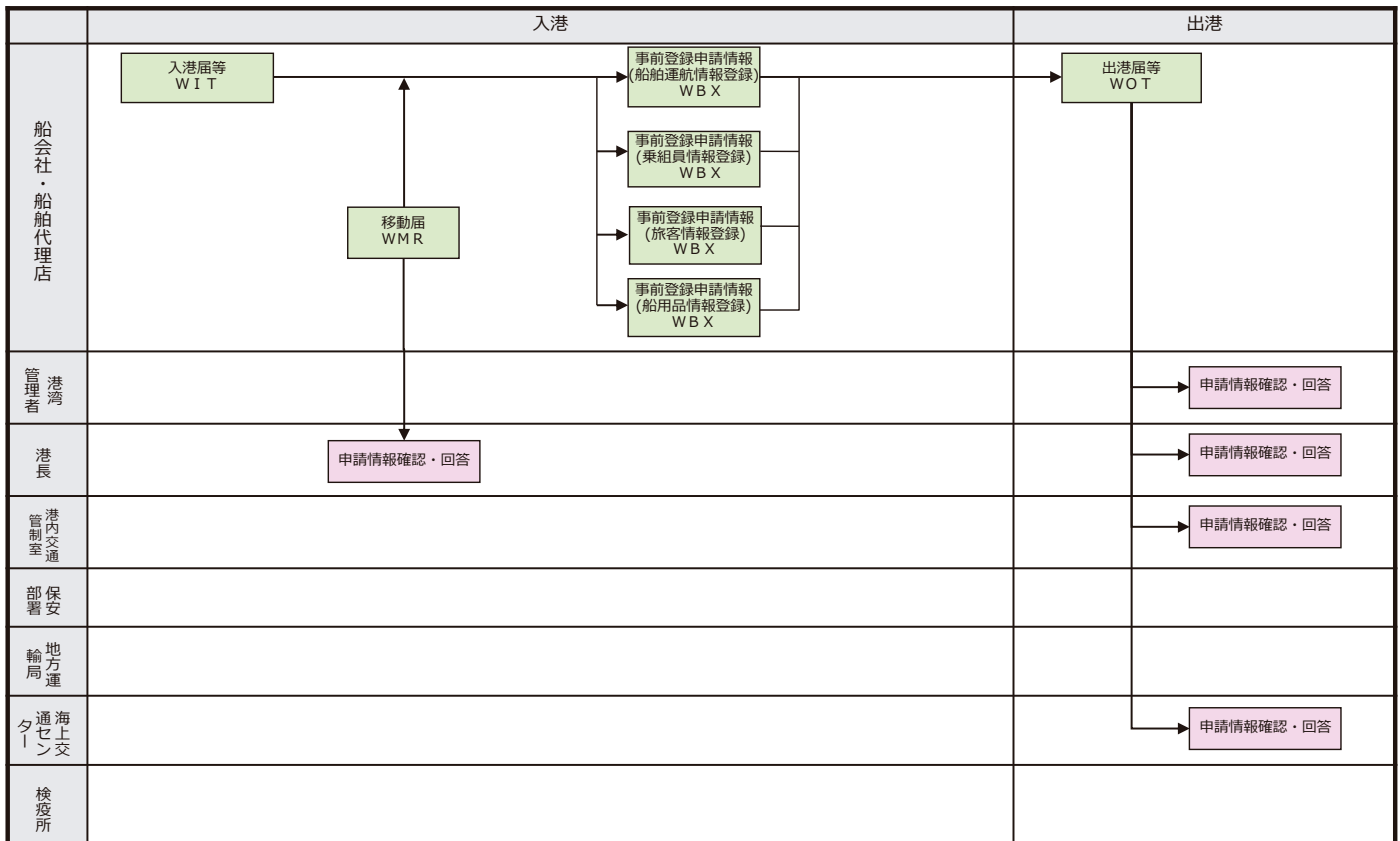 入港
出港
船会社・船舶代理店
入港届等
ＷＩＴ
移動届
ＷＭＲ
事前登録申請情報
(船舶運航情報登録)
ＷＢＸ
事前登録申請情報
(乗組員情報登録)
ＷＢＸ
事前登録申請情報
(旅客情報登録)
ＷＢＸ
事前登録申請情報
(船用品情報登録)
ＷＢＸ
出港届等
ＷＯＴ
港湾
管理者
申請情報確認・回答
港長
申請情報確認・回答
申請情報確認・回答
港内交通
管制室
申請情報確認・回答
保安
部署
地方運
輸局
海上交
通セン
ター
申請情報確認・回答
検疫所